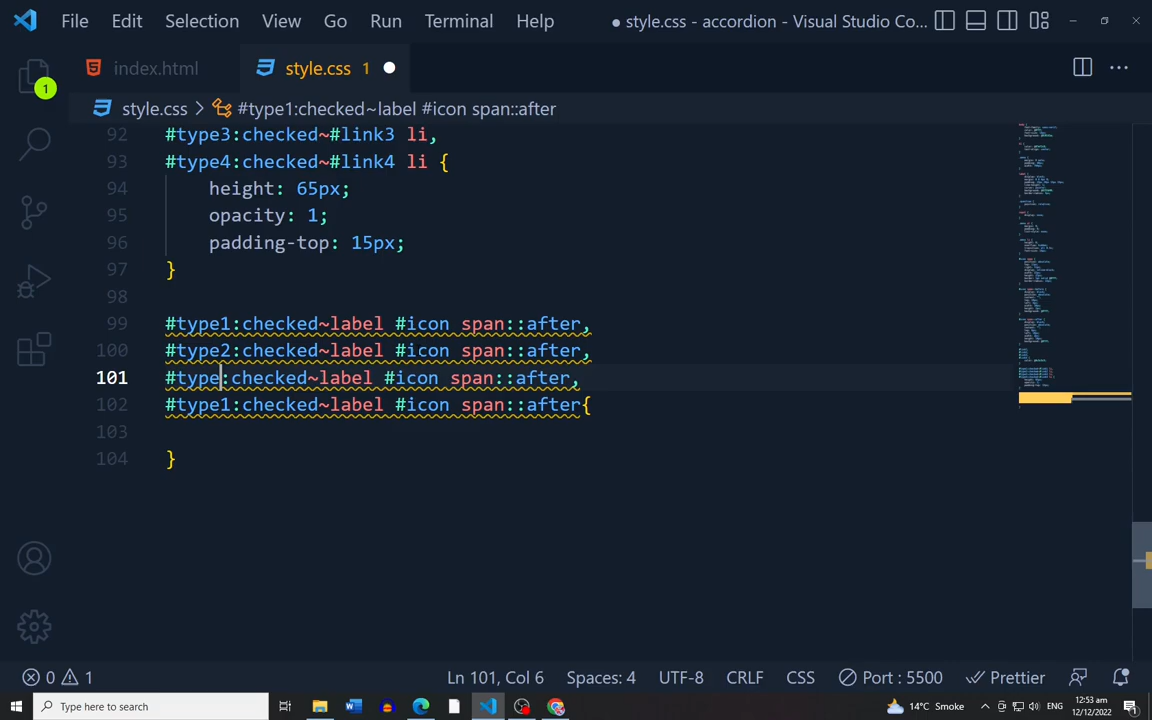 File Edit Selection View Go Run Terminal Help ● style.css - accordion - Visual Studio Co...
1 index.html style.css 1 ●
style.css > #type1:checked~label #icon span::after
92 #type3:checked~#link3 li,
93 #type4:checked~#link4 li {
94 height: 65px;
95 opacity: 1;
96 padding-top: 15px;
97 }
98
99 #type1:checked~label #icon span::after,
100 #type2:checked~label #icon span::after,
101 #type:checked~label #icon span::after,
102 #type1:checked~label #icon span::after{
103
104 }
0 1 Ln 101, Col 6 Spaces: 4 UTF-8 CRLF CSS Port : 5500 Prettier
Type here to search 14°C Smoke ENG 12:53 am
12/12/2022